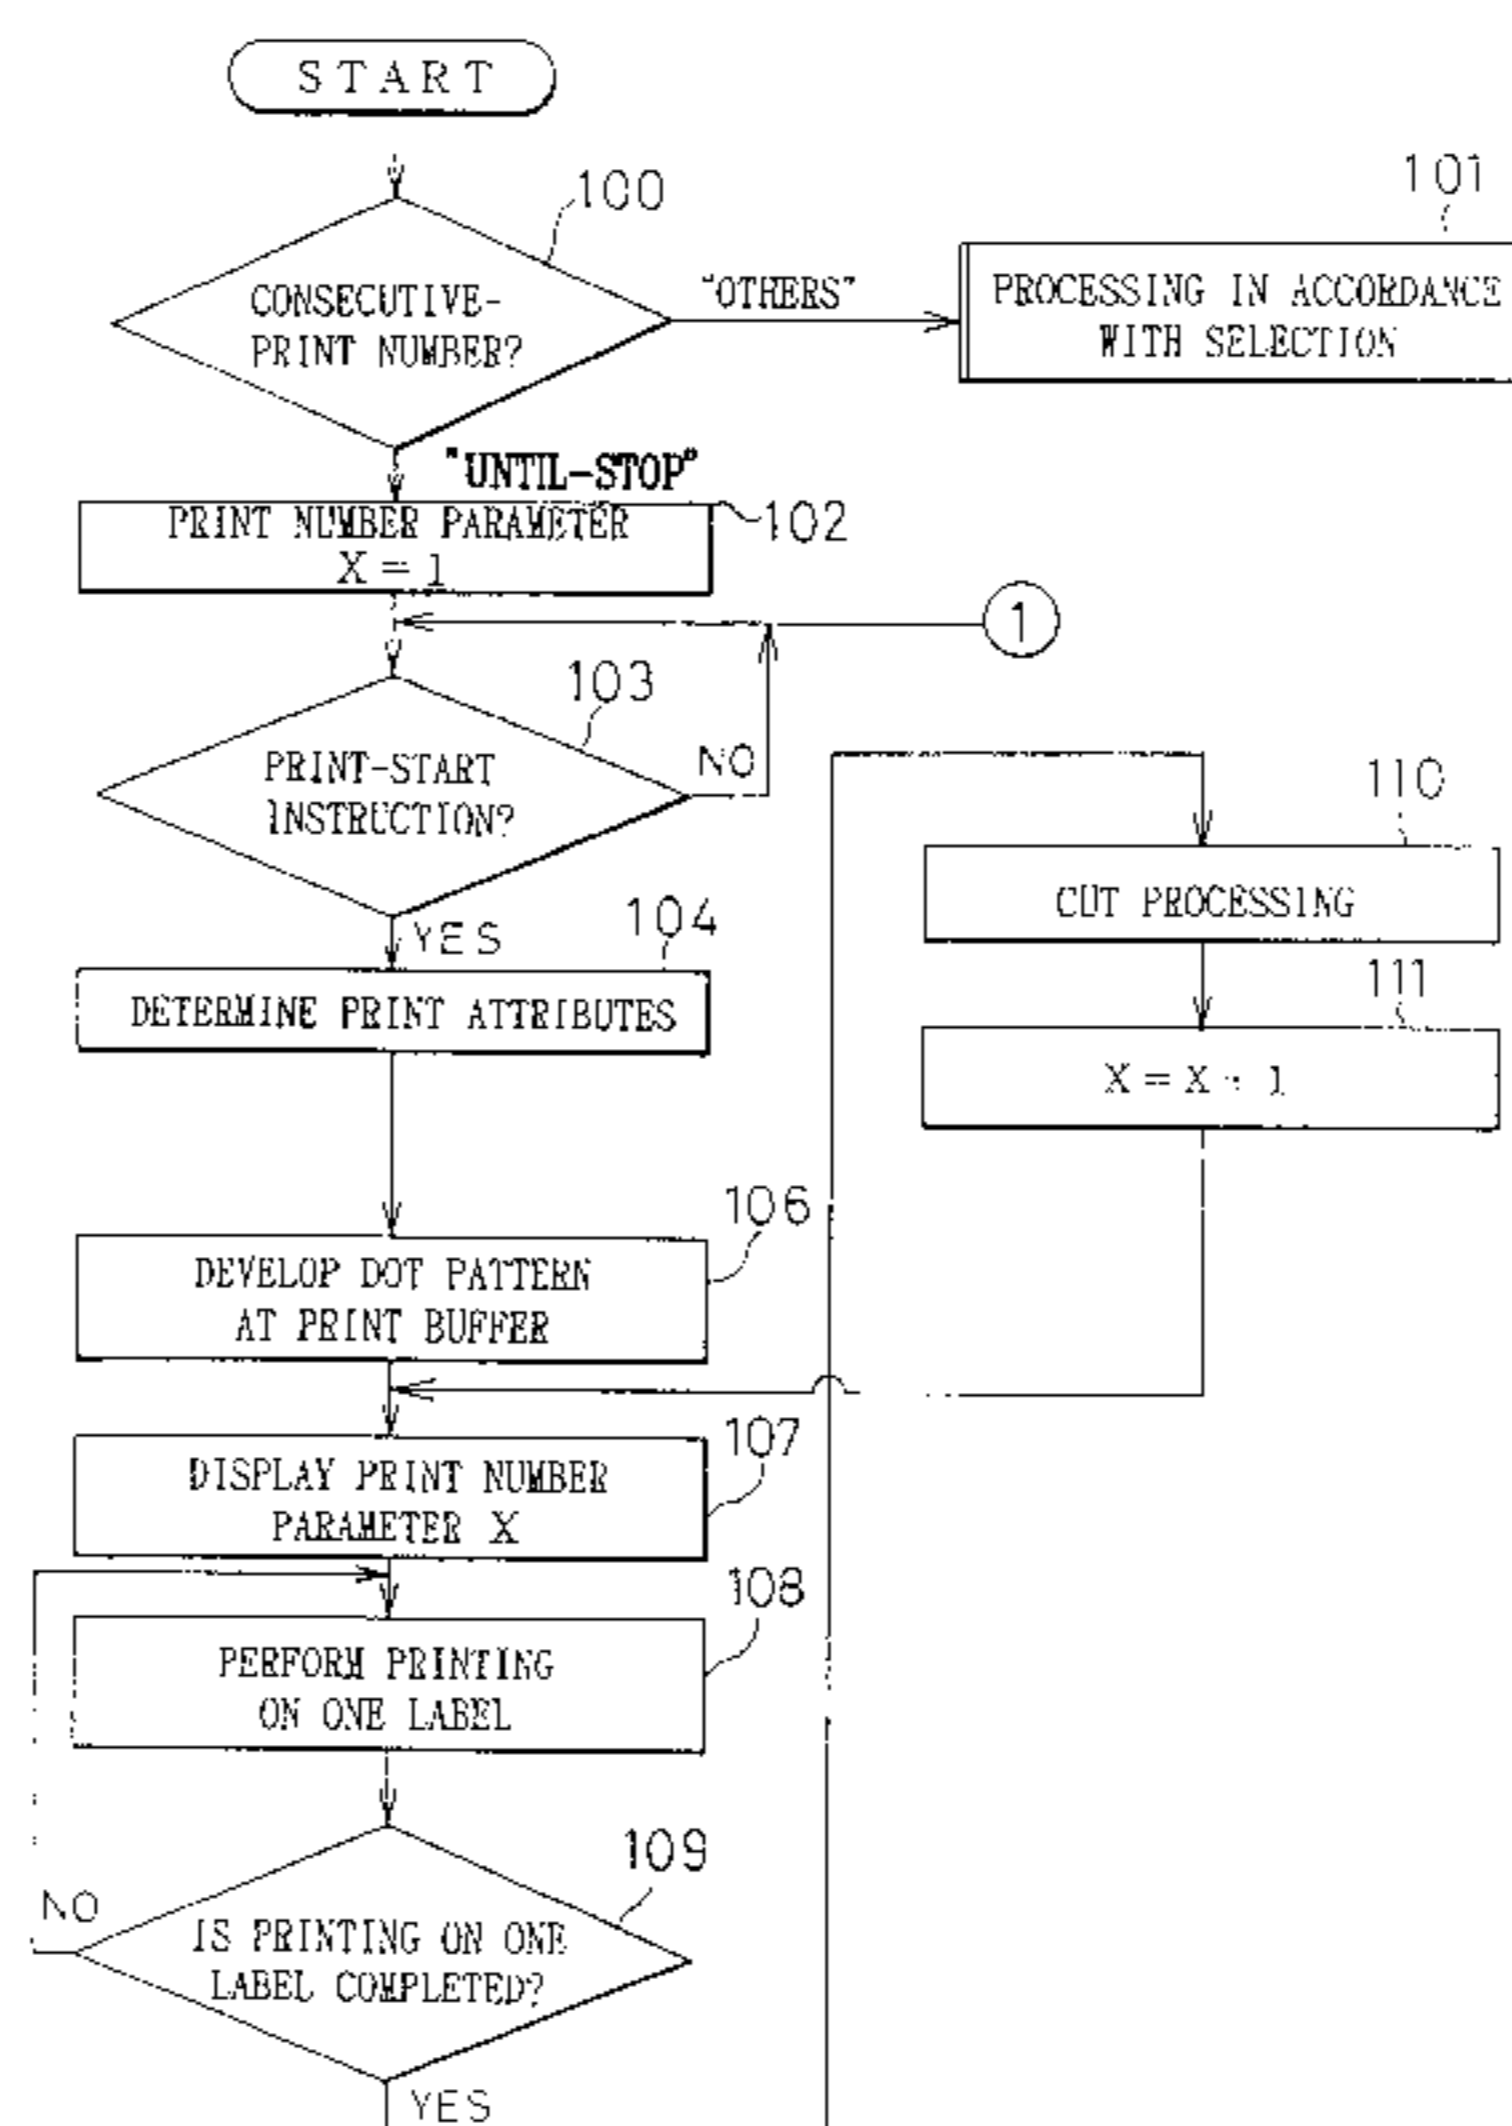 START
100
CONSECUTIVE-
PRINT NUMBER?
"OTHERS"
101
PROCESSING IN ACCORDANCE
WITH SELECTION
"UNTIL-STOP"
102
PRINT NUMBER PARAMETER
X = 1
1
103
PRINT-START
INSTRUCTION?
NO
YES
104
DETERMINE PRINT ATTRIBUTES
106
DEVELOP DOT PATTERN
AT PRINT BUFFER
107
DISPLAY PRINT NUMBER
PARAMETER X
108
PERFORM PRINTING
ON ONE LABEL
109
IS PRINTING ON ONE
LABEL COMPLETED?
NO
YES
110
CUT PROCESSING
111
X = X + 1